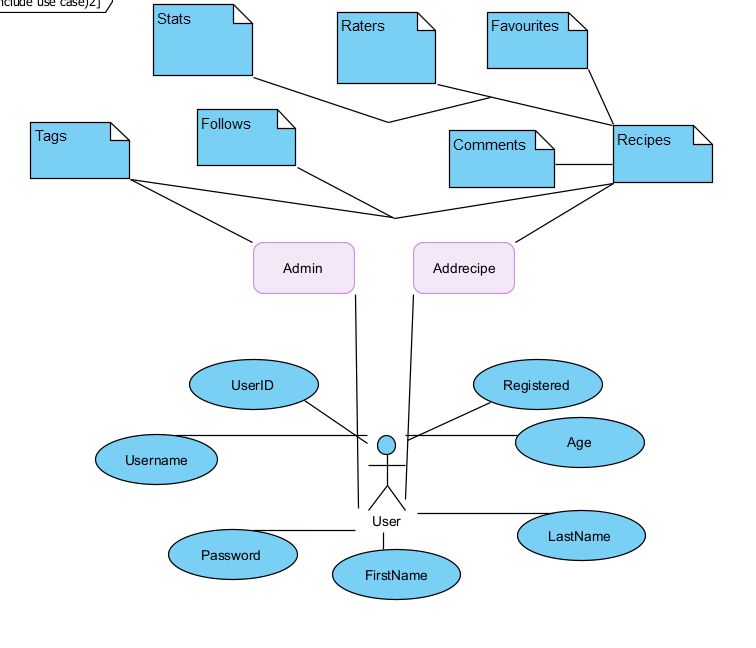 include use case)2]
Stats
Raters
Favourites
Tags
Follows
Comments
Recipes
Admin
Addrecipe
UserID
Registered
Username
Age
User
Password
LastName
FirstName